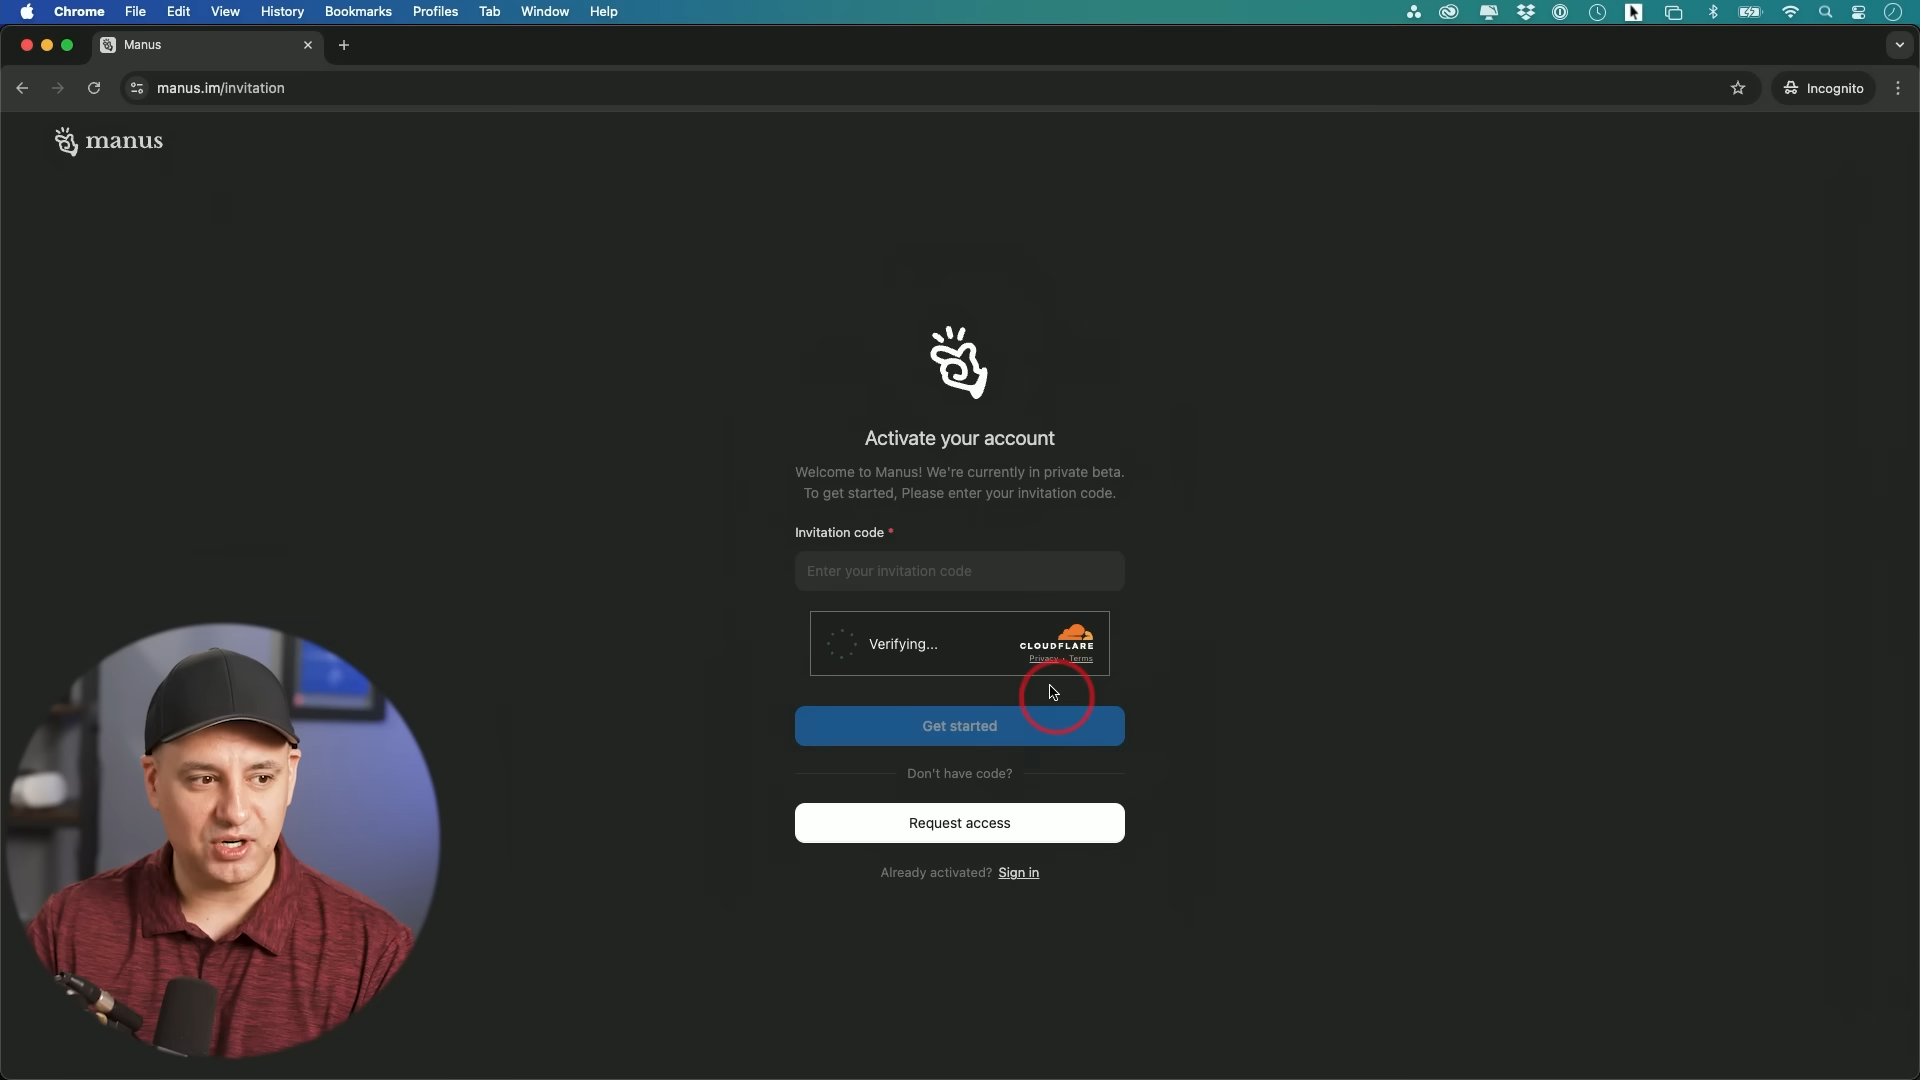 Chrome File Edit View History Bookmarks Profiles Tab Window Help
Manus
manus.im/invitation
Incognito
manus
Activate your account
Welcome to Manus! We're currently in private beta.
To get started, Please enter your invitation code.
Invitation code *
Enter your invitation code
Verifying...
CLOUDFLARE
Privacy · Terms
Get started
Don't have code?
Request access
Already activated? Sign in